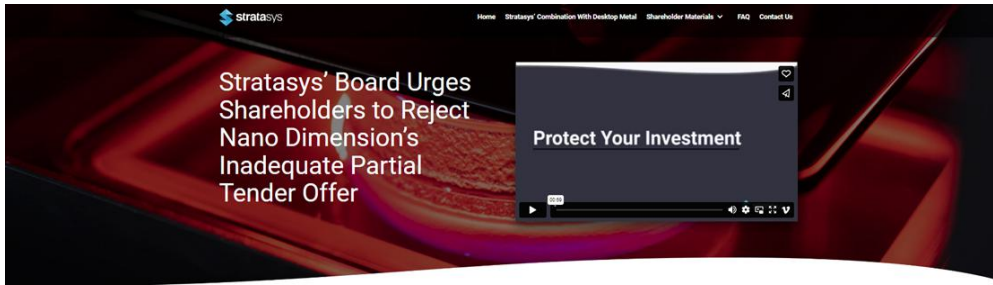 stratasys
Home Stratasys' Combination With Desktop Metal Shareholder Materials FAQ Contact Us
Stratasys' Board Urges
Shareholders to Reject
Nano Dimension's
Inadequate Partial
Tender Offer
Protect Your Investment
00:59